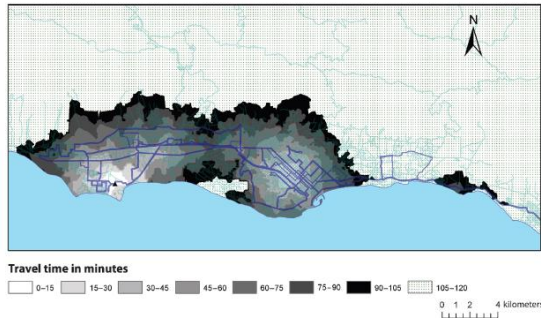 N
Travel time in minutes
0–15 15–30 30–45 45–60 60–75 75–90 90–105 105–120
0 1 2 4 kilometers